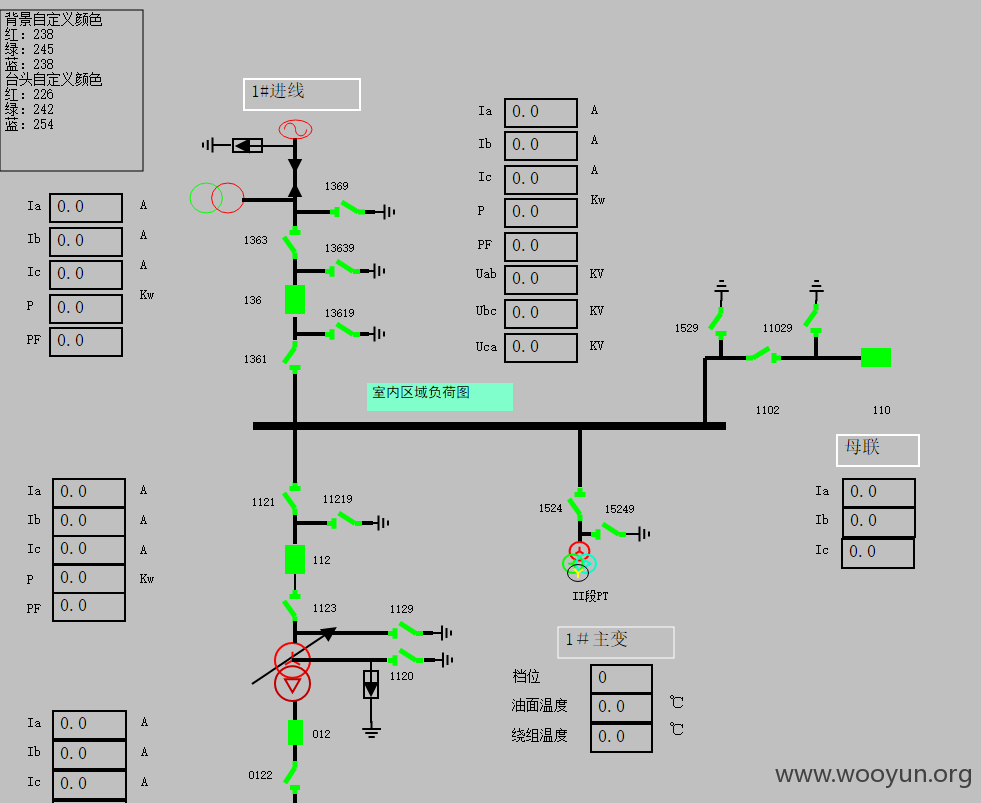 背景自定义颜色
红：238
绿：245
蓝：238
台头自定义颜色
红：226
绿：242
蓝：254
1#进线
Ia 0.0 A
Ib 0.0 A
Ic 0.0 A
P 0.0 Kw
PF 0.0
Uab 0.0 KV
Ubc 0.0 KV
Uca 0.0 KV
Ia 0.0 A
Ib 0.0 A
Ic 0.0 A
P 0.0 Kw
PF 0.0
1369
1363
13639
136
13619
1361
室内区域负荷图
1529
11029
1102
110
母联
Ia 0.0
Ib 0.0
Ic 0.0
Ia 0.0 A
Ib 0.0 A
Ic 0.0 A
P 0.0 Kw
PF 0.0
1121
11219
112
1123
1129
1120
1524
15249
II段PT
1＃主变
档位 0
油面温度 0.0 ℃
绕组温度 0.0 ℃
012
0122
Ia 0.0 A
Ib 0.0 A
Ic 0.0 A
www.wooyun.org